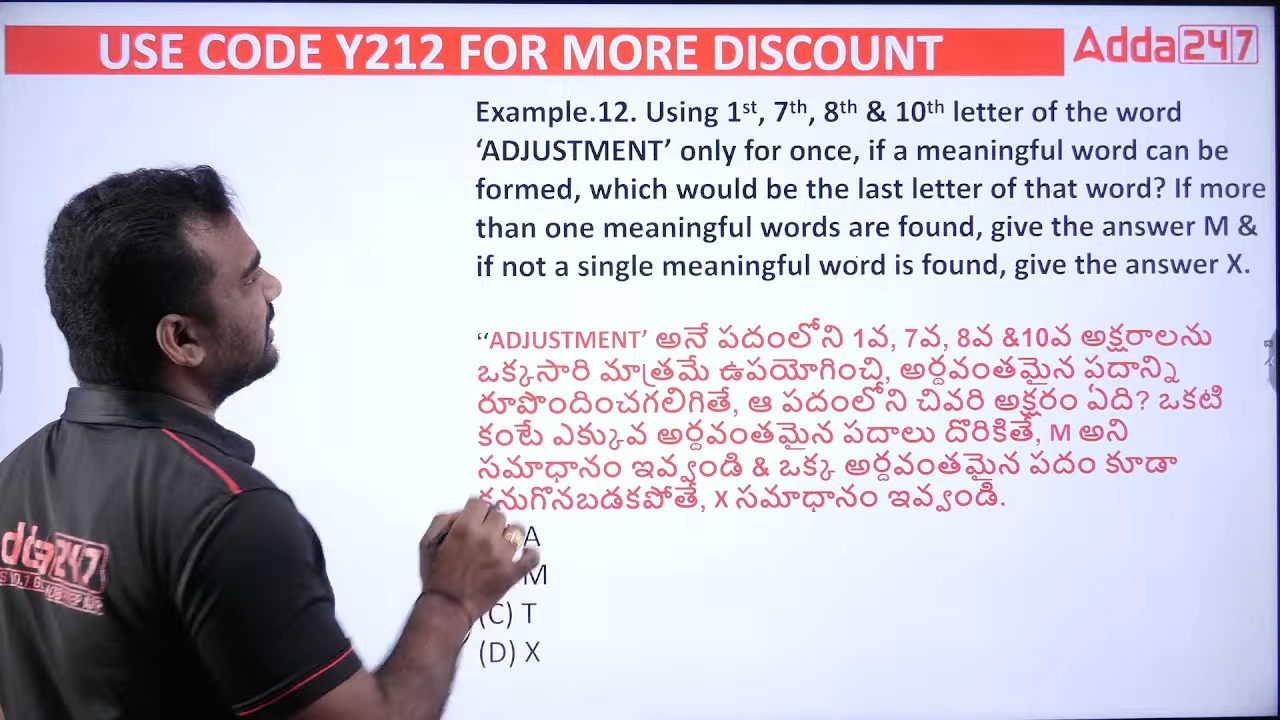 USE CODE Y212 FOR MORE DISCOUNT
Adda247
Example.12. Using 1st, 7th, 8th & 10th letter of the word
‘ADJUSTMENT’ only for once, if a meaningful word can be
formed, which would be the last letter of that word? If more
than one meaningful words are found, give the answer M &
if not a single meaningful word is found, give the answer X.
“ADJUSTMENT’ అనే పదంలోని 1వ, 7వ, 8వ &10వ అక్షరాలను
ఒక్కసారి మాత్రమే ఉపయోగించి, అర్ధవంతమైన పదాన్ని
రూపొందించగలిగితే, ఆ పదంలోని చివరి అక్షరం ఏది? ఒకటి
కంటే ఎక్కువ అర్ధవంతమైన పదాలు దొరికితే, M అని
సమాధానం ఇవ్వండి & ఒక్క అర్ధవంతమైన పదం కూడా
కనుగొనబడకపోతే, X సమాధానం ఇవ్వండి.
A
M
(C) T
(D) X
dda247